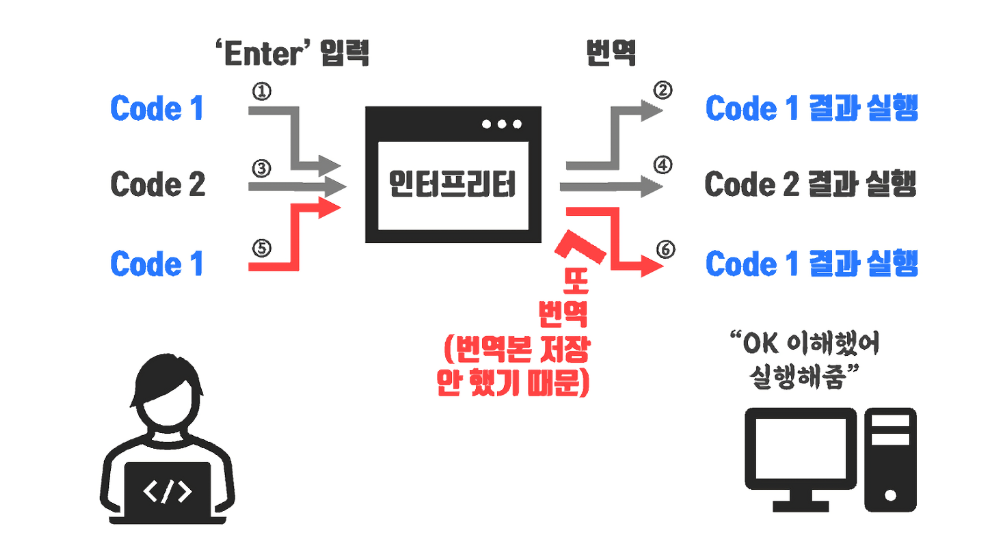 ‘Enter’ 입력
번역
Code 1
①
②
Code 1 결과 실행
Code 2
③
인터프리터
④
Code 2 결과 실행
Code 1
⑤
⑥
Code 1 결과 실행
또
번역
(번역본 저장
안 했기 때문)
“OK 이해했어
실행해줌”
</>